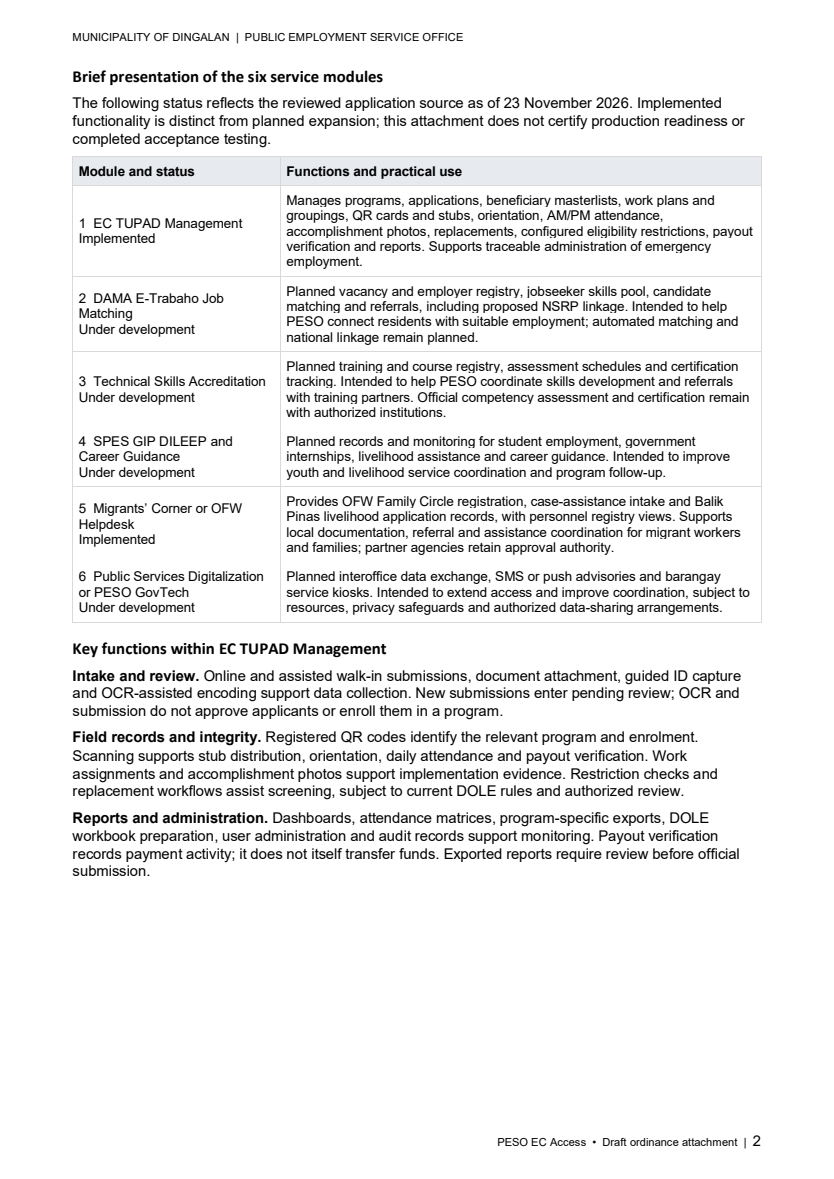 MUNICIPALITY OF DINGALAN | PUBLIC EMPLOYMENT SERVICE OFFICE
Brief presentation of the six service modules
The following status reflects the reviewed application source as of 23 November 2026. Implemented
functionality is distinct from planned expansion; this attachment does not certify production readiness or
completed acceptance testing.
Module and status
Functions and practical use
1 EC TUPAD Management
Implemented
Manages programs, applications, beneficiary masterlists, work plans and
groupings, QR cards and stubs, orientation, AM/PM attendance,
accomplishment photos, replacements, configured eligibility restrictions, payout
verification and reports. Supports traceable administration of emergency
employment.
2 DAMA E-Trabaho Job
Matching
Under development
Planned vacancy and employer registry, jobseeker skills pool, candidate
matching and referrals, including proposed NSRP linkage. Intended to help
PESO connect residents with suitable employment; automated matching and
national linkage remain planned.
3 Technical Skills Accreditation
Under development
Planned training and course registry, assessment schedules and certification
tracking. Intended to help PESO coordinate skills development and referrals
with training partners. Official competency assessment and certification remain
with authorized institutions.
4 SPES GIP DILEEP and
Career Guidance
Under development
Planned records and monitoring for student employment, government
internships, livelihood assistance and career guidance. Intended to improve
youth and livelihood service coordination and program follow-up.
5 Migrants’ Corner or OFW
Helpdesk
Implemented
Provides OFW Family Circle registration, case-assistance intake and Balik
Pinas livelihood application records, with personnel registry views. Supports
local documentation, referral and assistance coordination for migrant workers
and families; partner agencies retain approval authority.
6 Public Services Digitalization
or PESO GovTech
Under development
Planned interoffice data exchange, SMS or push advisories and barangay
service kiosks. Intended to extend access and improve coordination, subject to
resources, privacy safeguards and authorized data-sharing arrangements.
Key functions within EC TUPAD Management
Intake and review. Online and assisted walk-in submissions, document attachment, guided ID capture
and OCR-assisted encoding support data collection. New submissions enter pending review; OCR and
submission do not approve applicants or enroll them in a program.
Field records and integrity. Registered QR codes identify the relevant program and enrolment.
Scanning supports stub distribution, orientation, daily attendance and payout verification. Work
assignments and accomplishment photos support implementation evidence. Restriction checks and
replacement workflows assist screening, subject to current DOLE rules and authorized review.
Reports and administration. Dashboards, attendance matrices, program-specific exports, DOLE
workbook preparation, user administration and audit records support monitoring. Payout verification
records payment activity; it does not itself transfer funds. Exported reports require review before official
submission.
PESO EC Access • Draft ordinance attachment | 2